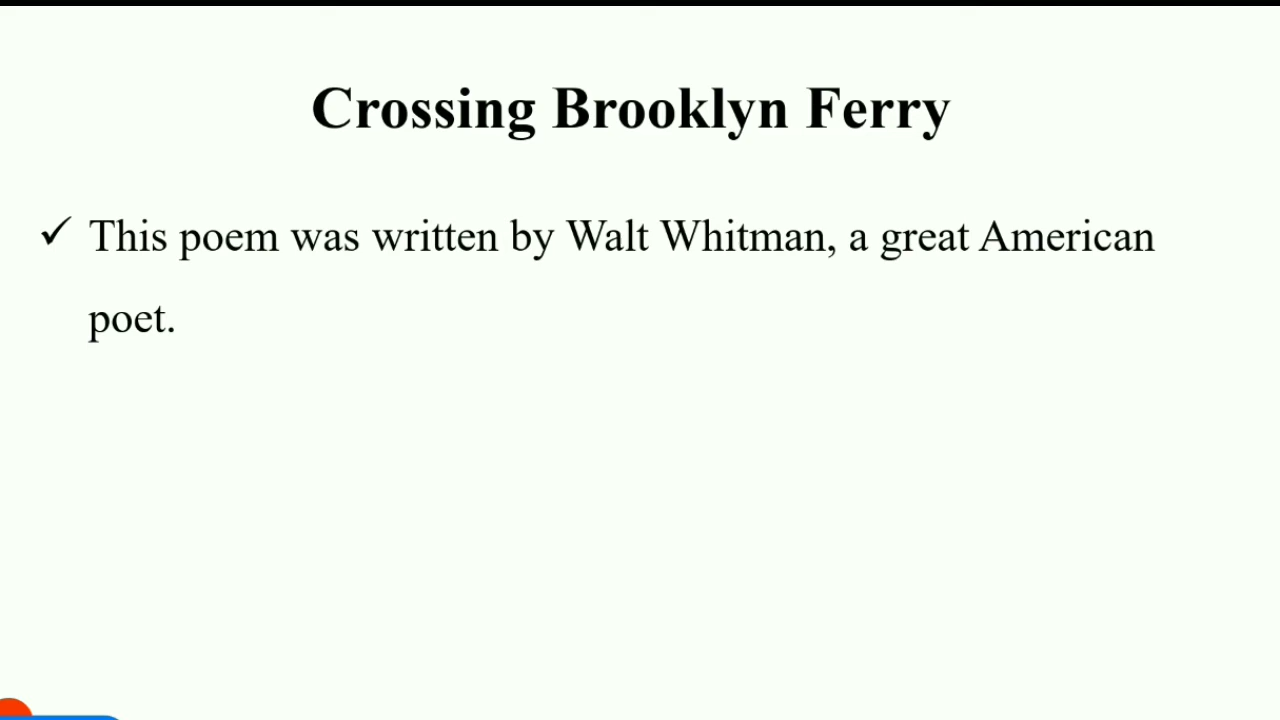 Crossing Brooklyn Ferry
✓ This poem was written by Walt Whitman, a great American
poet.